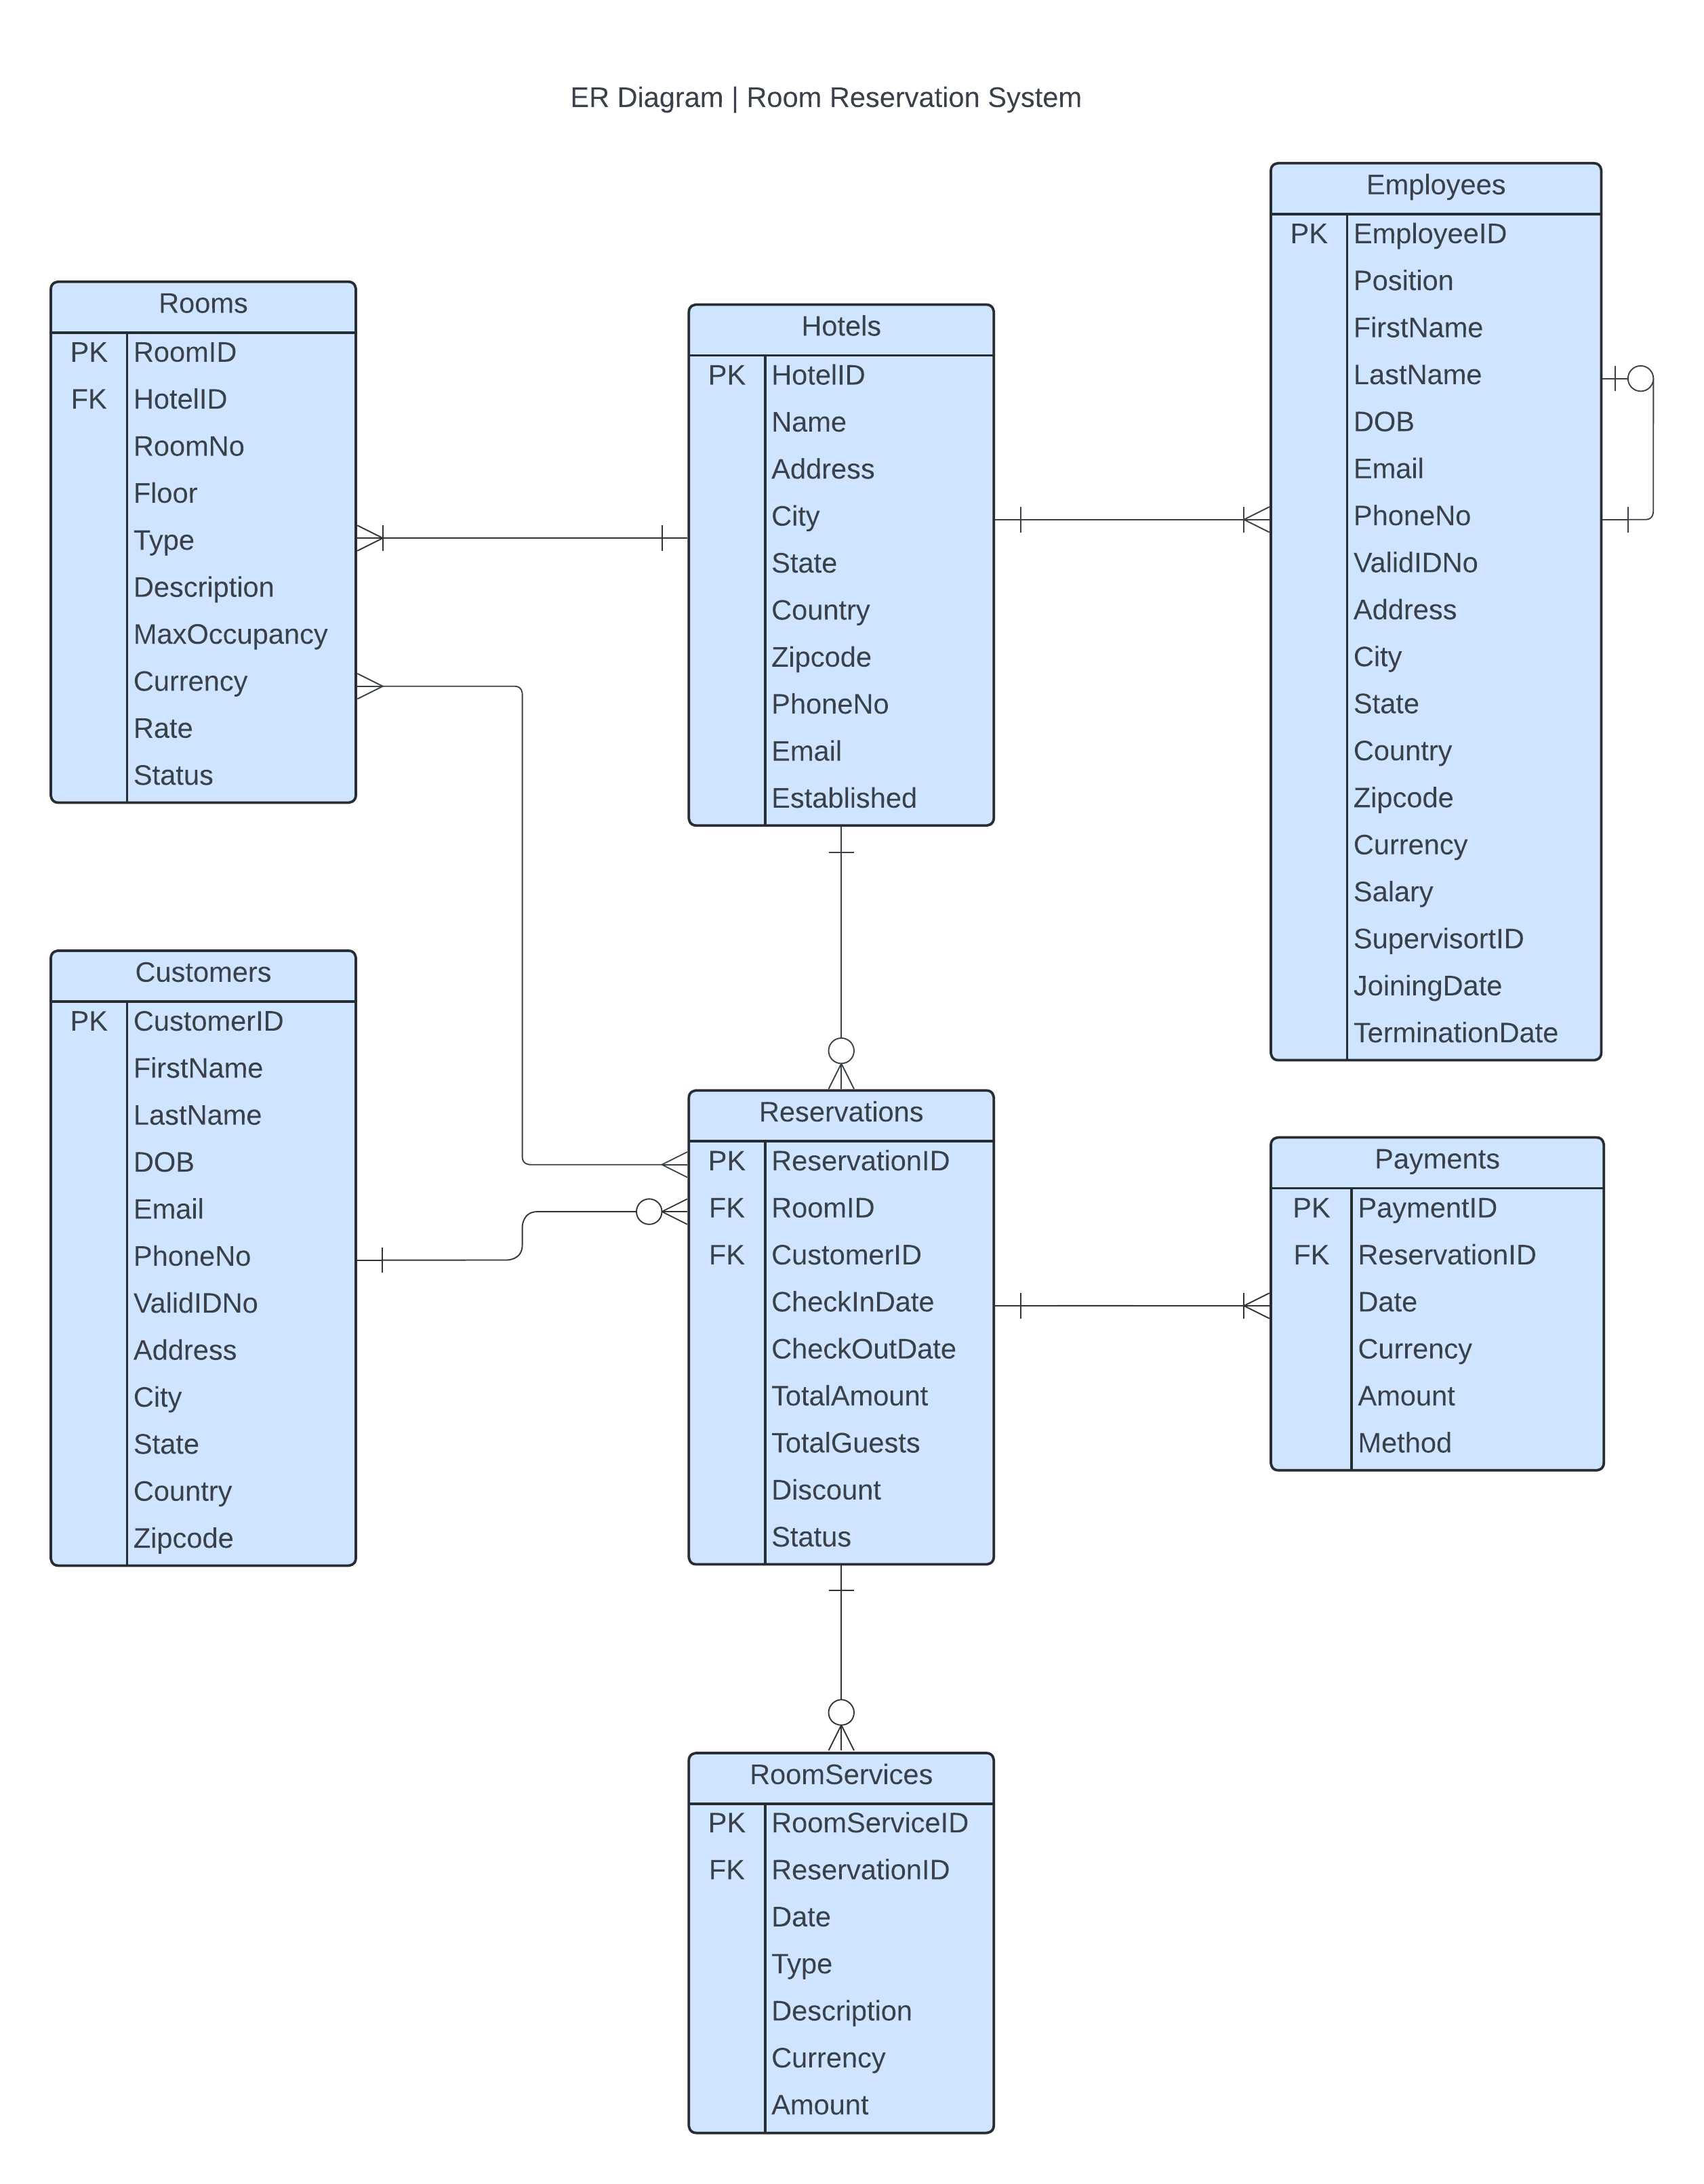 ER Diagram | Room Reservation System
Rooms
PK RoomID
FK HotelID
RoomNo
Floor
Type
Description
MaxOccupancy
Currency
Rate
Status
Hotels
PK HotelID
Name
Address
City
State
Country
Zipcode
PhoneNo
Email
Established
Employees
PK EmployeeID
Position
FirstName
LastName
DOB
Email
PhoneNo
ValidIDNo
Address
City
State
Country
Zipcode
Currency
Salary
SupervisortID
JoiningDate
TerminationDate
Customers
PK CustomerID
FirstName
LastName
DOB
Email
PhoneNo
ValidIDNo
Address
City
State
Country
Zipcode
Reservations
PK ReservationID
FK RoomID
FK CustomerID
CheckInDate
CheckOutDate
TotalAmount
TotalGuests
Discount
Status
Payments
PK PaymentID
FK ReservationID
Date
Currency
Amount
Method
RoomServices
PK RoomServiceID
FK ReservationID
Date
Type
Description
Currency
Amount